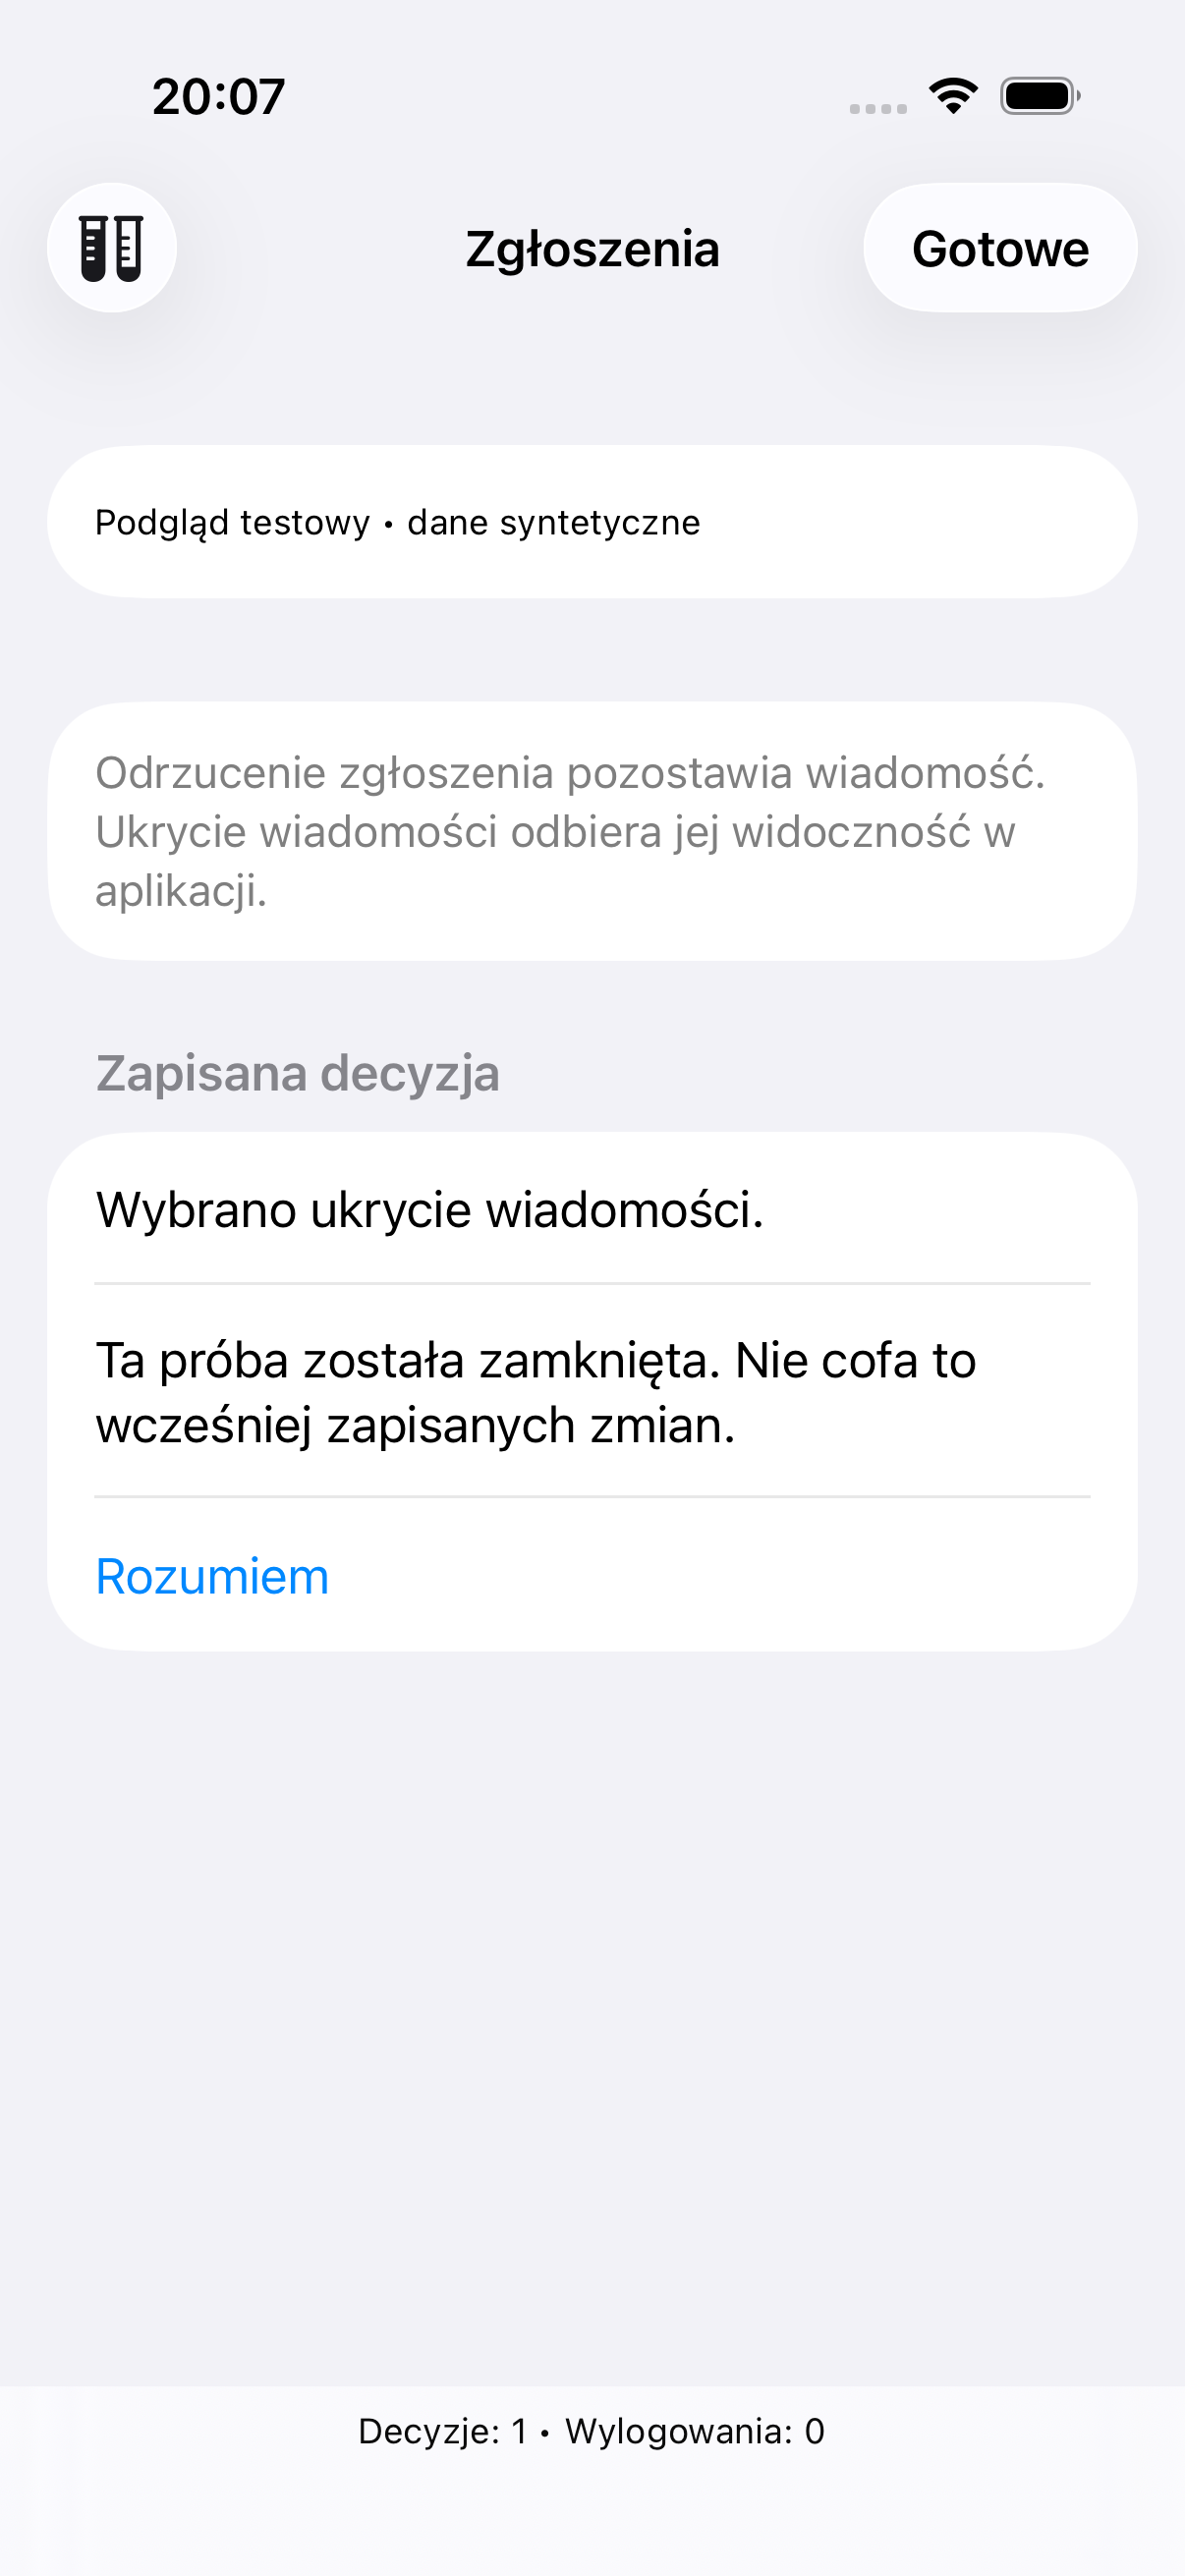 20:07
Zgłoszenia
Gotowe
Podgląd testowy • dane syntetyczne
Odrzucenie zgłoszenia pozostawia wiadomość.
Ukrycie wiadomości odbiera jej widoczność w
aplikacji.
Zapisana decyzja
Wybrano ukrycie wiadomości.
Ta próba została zamknięta. Nie cofa to
wcześniej zapisanych zmian.
Rozumiem
Decyzje: 1 • Wylogowania: 0